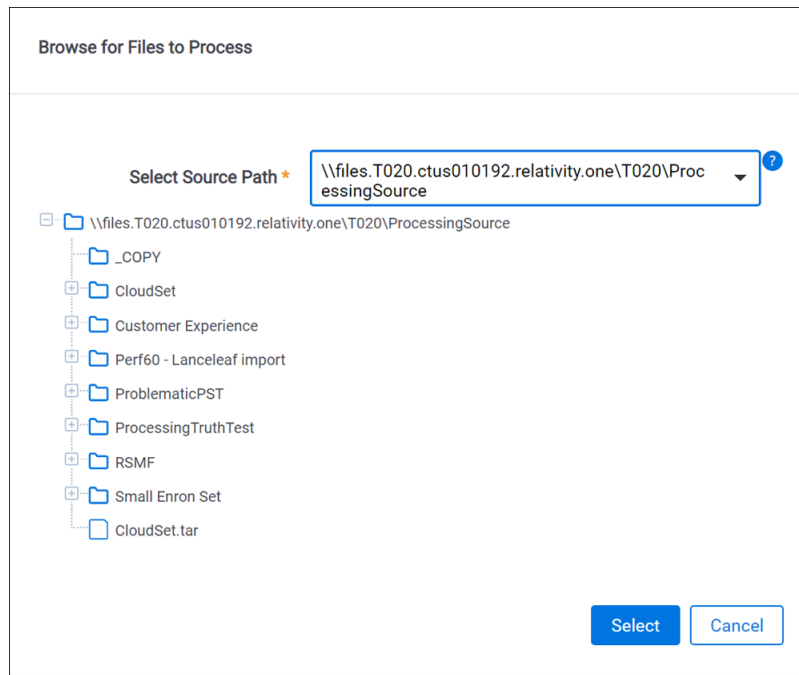 Browse for Files to Process
Select Source Path *
\\files.T020.ctus010192.relativity.one\T020\Proc
essingSource
?
\\files.T020.ctus010192.relativity.one\T020\ProcessingSource
_COPY
CloudSet
Customer Experience
Perf60 - Lanceleaf import
ProblematicPST
ProcessingTruthTest
RSMF
Small Enron Set
CloudSet.tar
Select
Cancel